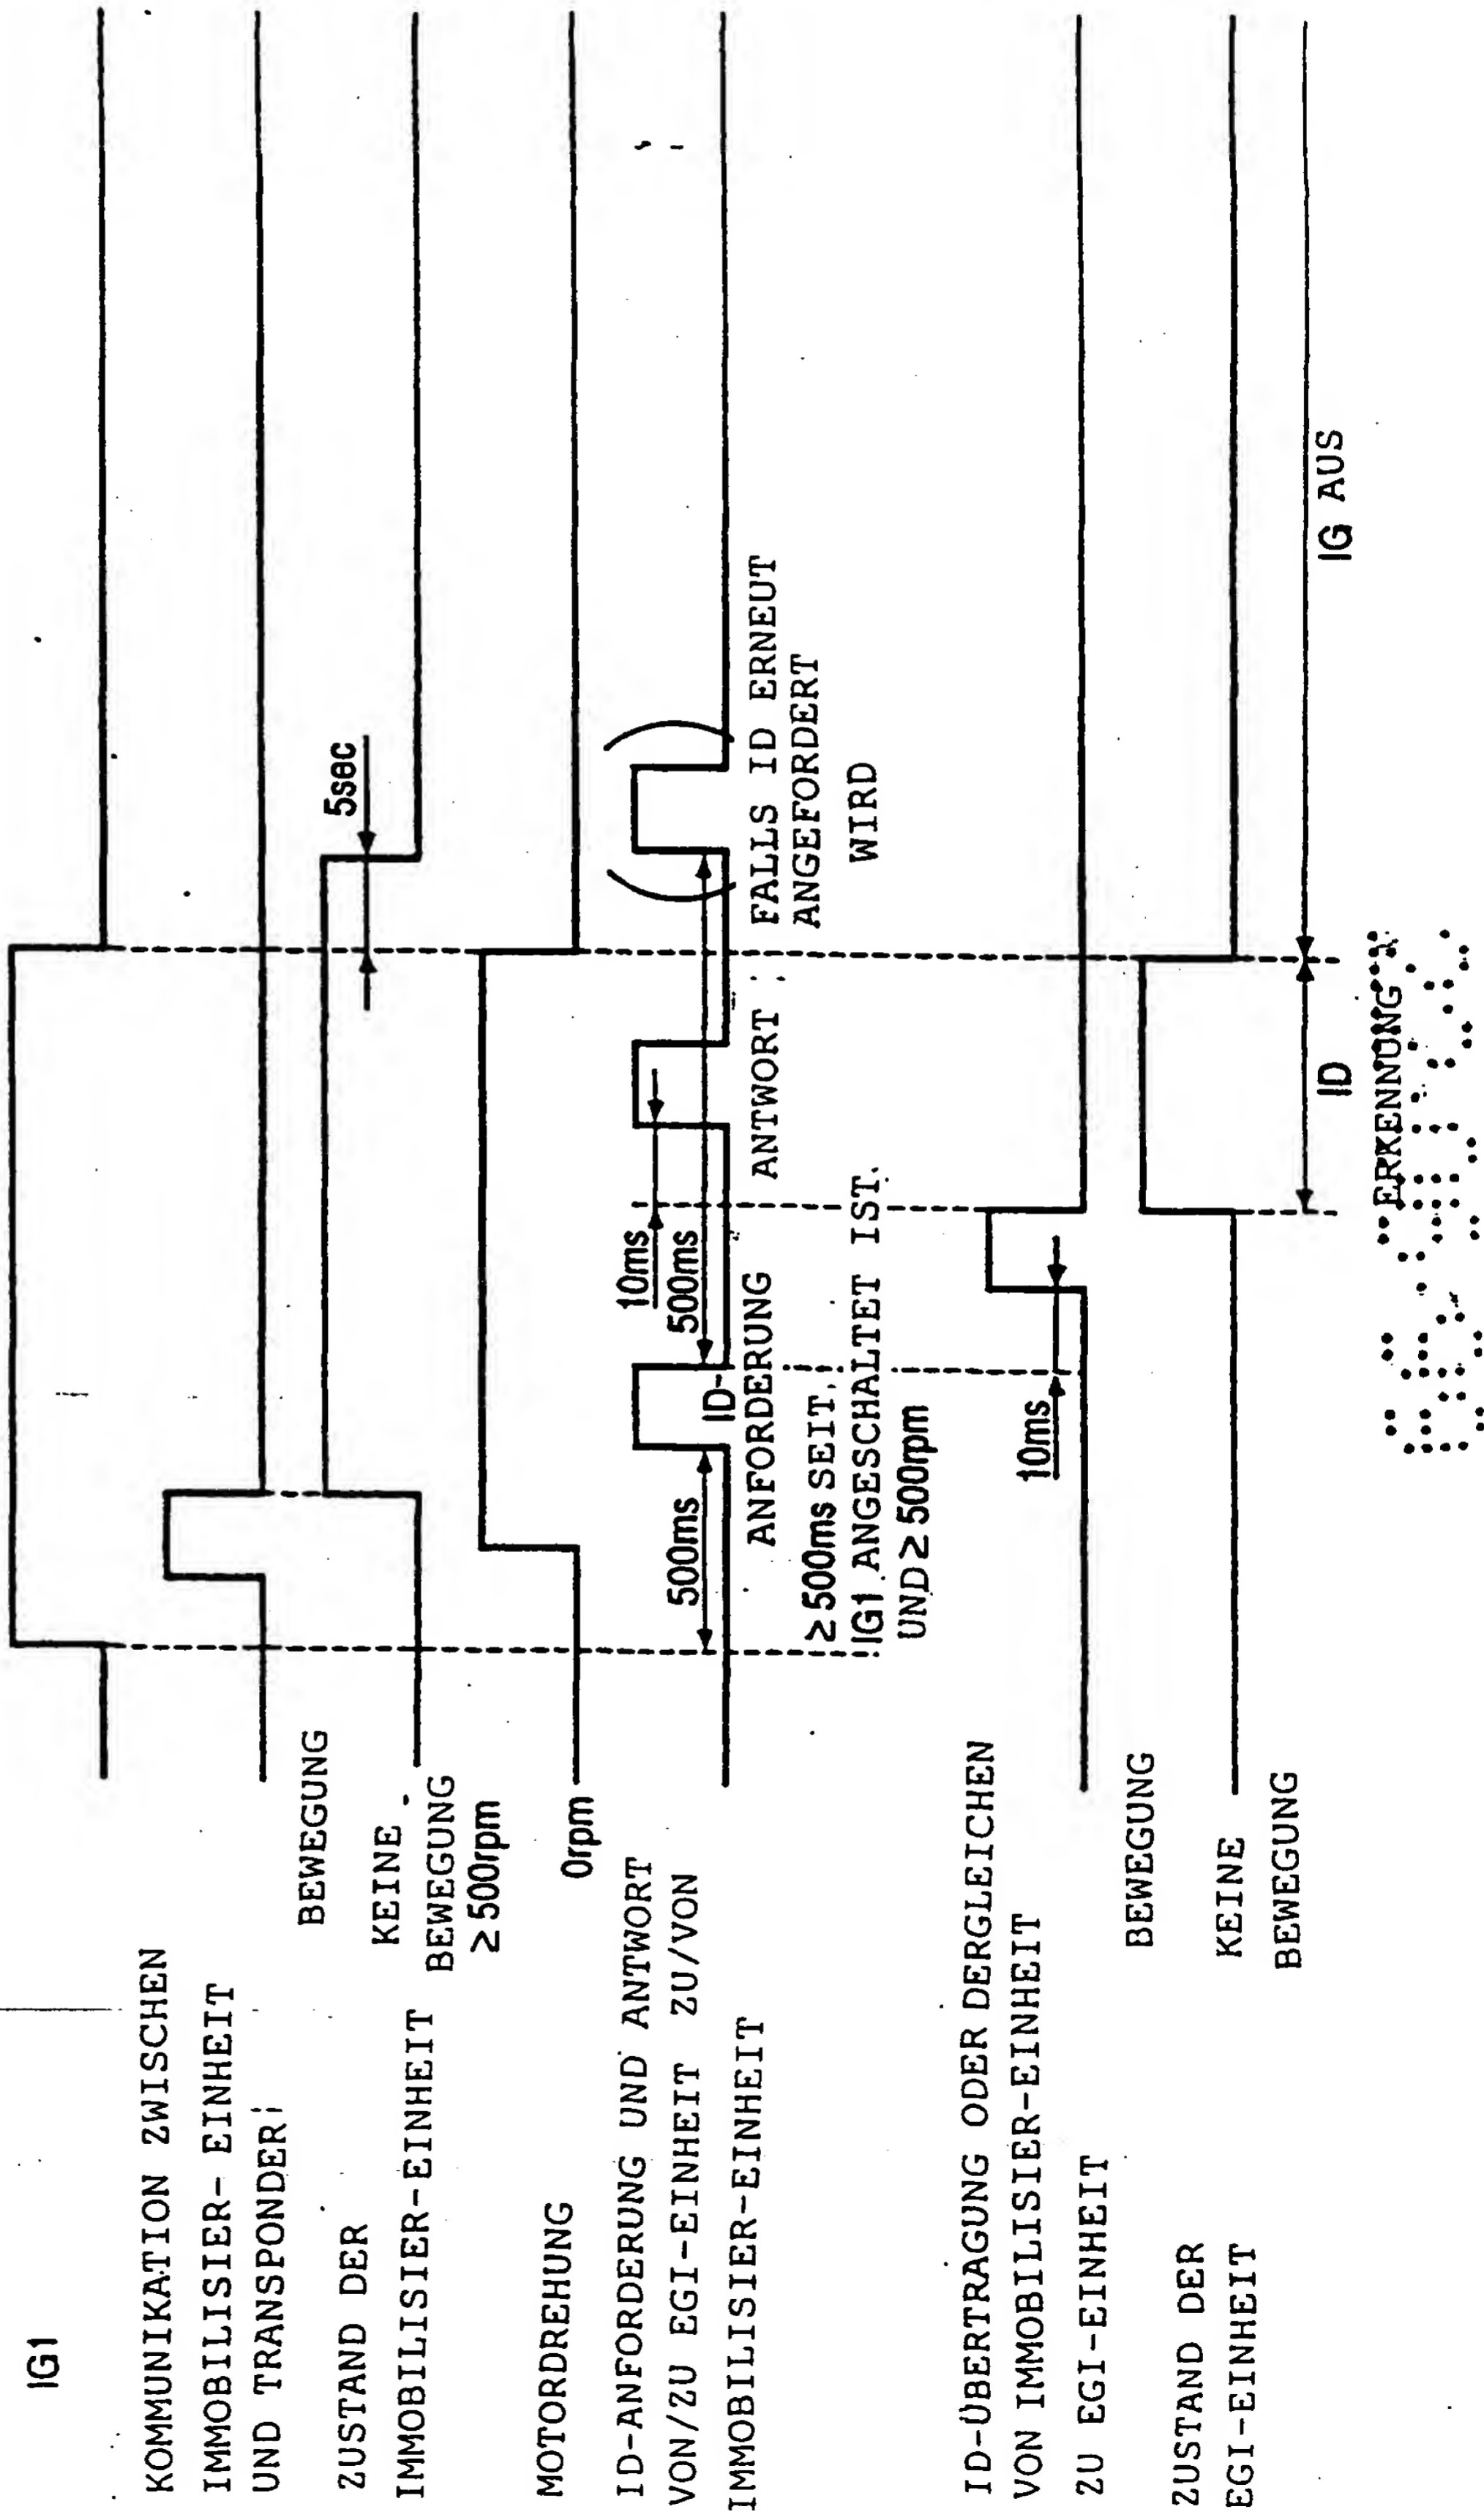 IG1
KOMMUNIKATION ZWISCHEN
IMMOBILISIER- EINHEIT
UND TRANSPONDER
BEWEGUNG
ZUSTAND DER
IMMOBILISIER-EINHEIT
KEINE
BEWEGUNG
5sec
≥500rpm
MOTORDREHUNG
0rpm
ID-ANFORDERUNG UND ANTWORT
VON/ZU EGI-EINHEIT ZU/VON
IMMOBILISIER-EINHEIT
500ms
ID-
ANFORDERUNG
10ms
500ms
ANTWORT
FALLS ID ERNEUT
ANGEFORDERT
WIRD
≥500ms SEIT
IG1 ANGESCHALTET IST.
UND≥500rpm
ID-ÜBERTRAGUNG ODER DERGLEICHEN
VON IMMOBILISIER-EINHEIT
ZU EGI-EINHEIT
10ms
BEWEGUNG
ZUSTAND DER
EGI-EINHEIT
KEINE
BEWEGUNG
ID
ERKENNUNG
IG AUS